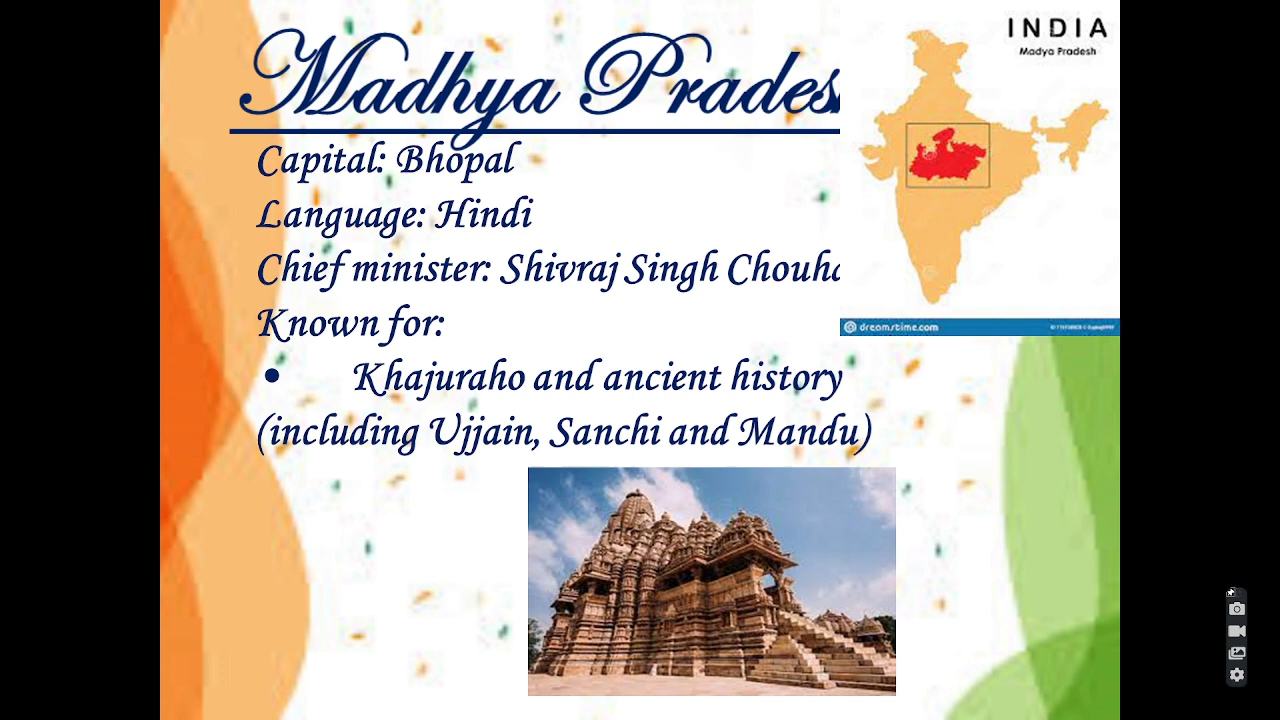 Madhya Prades
INDIA
Madya Pradesh
Capital: Bhopal
Language: Hindi
Chief minister: Shivraj Singh Chouha
Known for:
dreamstime.com
• Khajuraho and ancient history
(including Ujjain, Sanchi and Mandu)